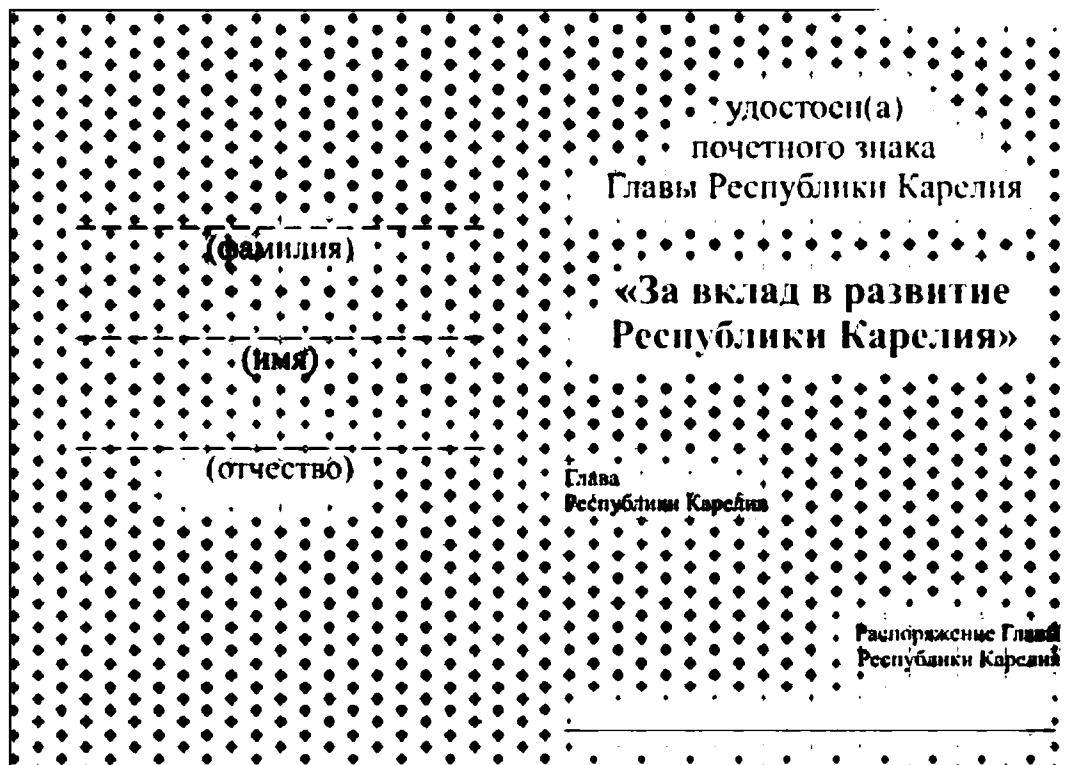 (фамилия)
(имя)
(отчество)
удостоен(а)
почетного знака
Главы Республики Карелия
«За вклад в развитие
Республики Карелия»
Глава
Республики Карелия
Распоряжение Главы
Республики Карелия